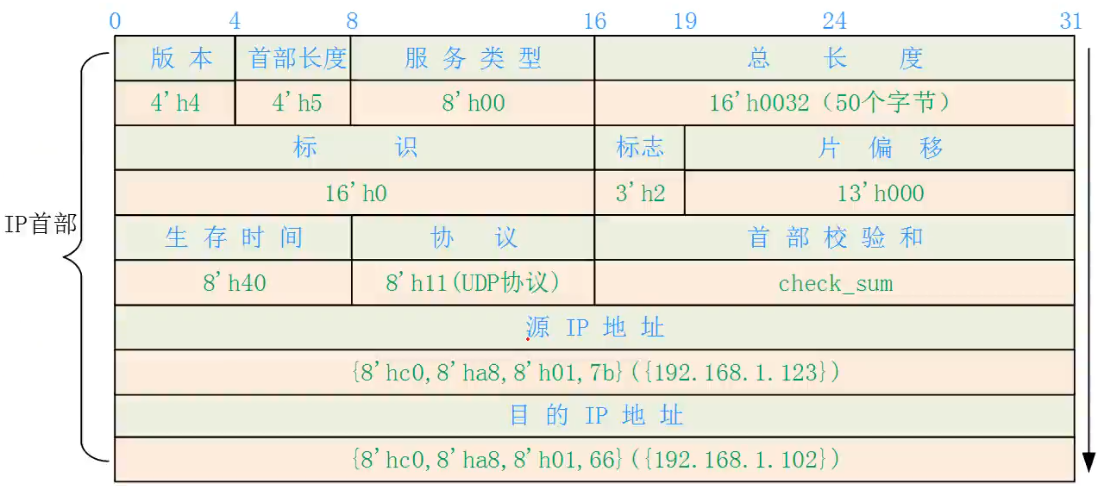 0 4 8 16 19 24 31
版 本 首部长度 服 务 类 型 总 长 度
4'h4 4'h5 8'h00 16'h0032（50个字节）
标 识 标志 片 偏 移
16'h0 3'h2 13'h000
IP首部
生 存 时 间 协 议 首 部 校 验 和
8'h40 8'h11(UDP协议) check_sum
源 IP 地 址
{8'hc0,8'ha8,8'h01,7b}({192.168.1.123})
目 的 IP 地 址
{8'hc0,8'ha8,8'h01,66}({192.168.1.102})